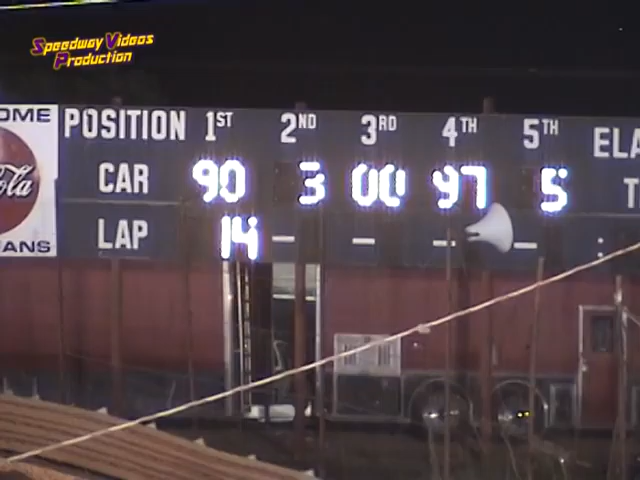 Speedway Videos
Production
POSITION 1ST 2ND 3RD 4TH 5TH
CAR 90 3 00 97 5
LAP 14 - - - -